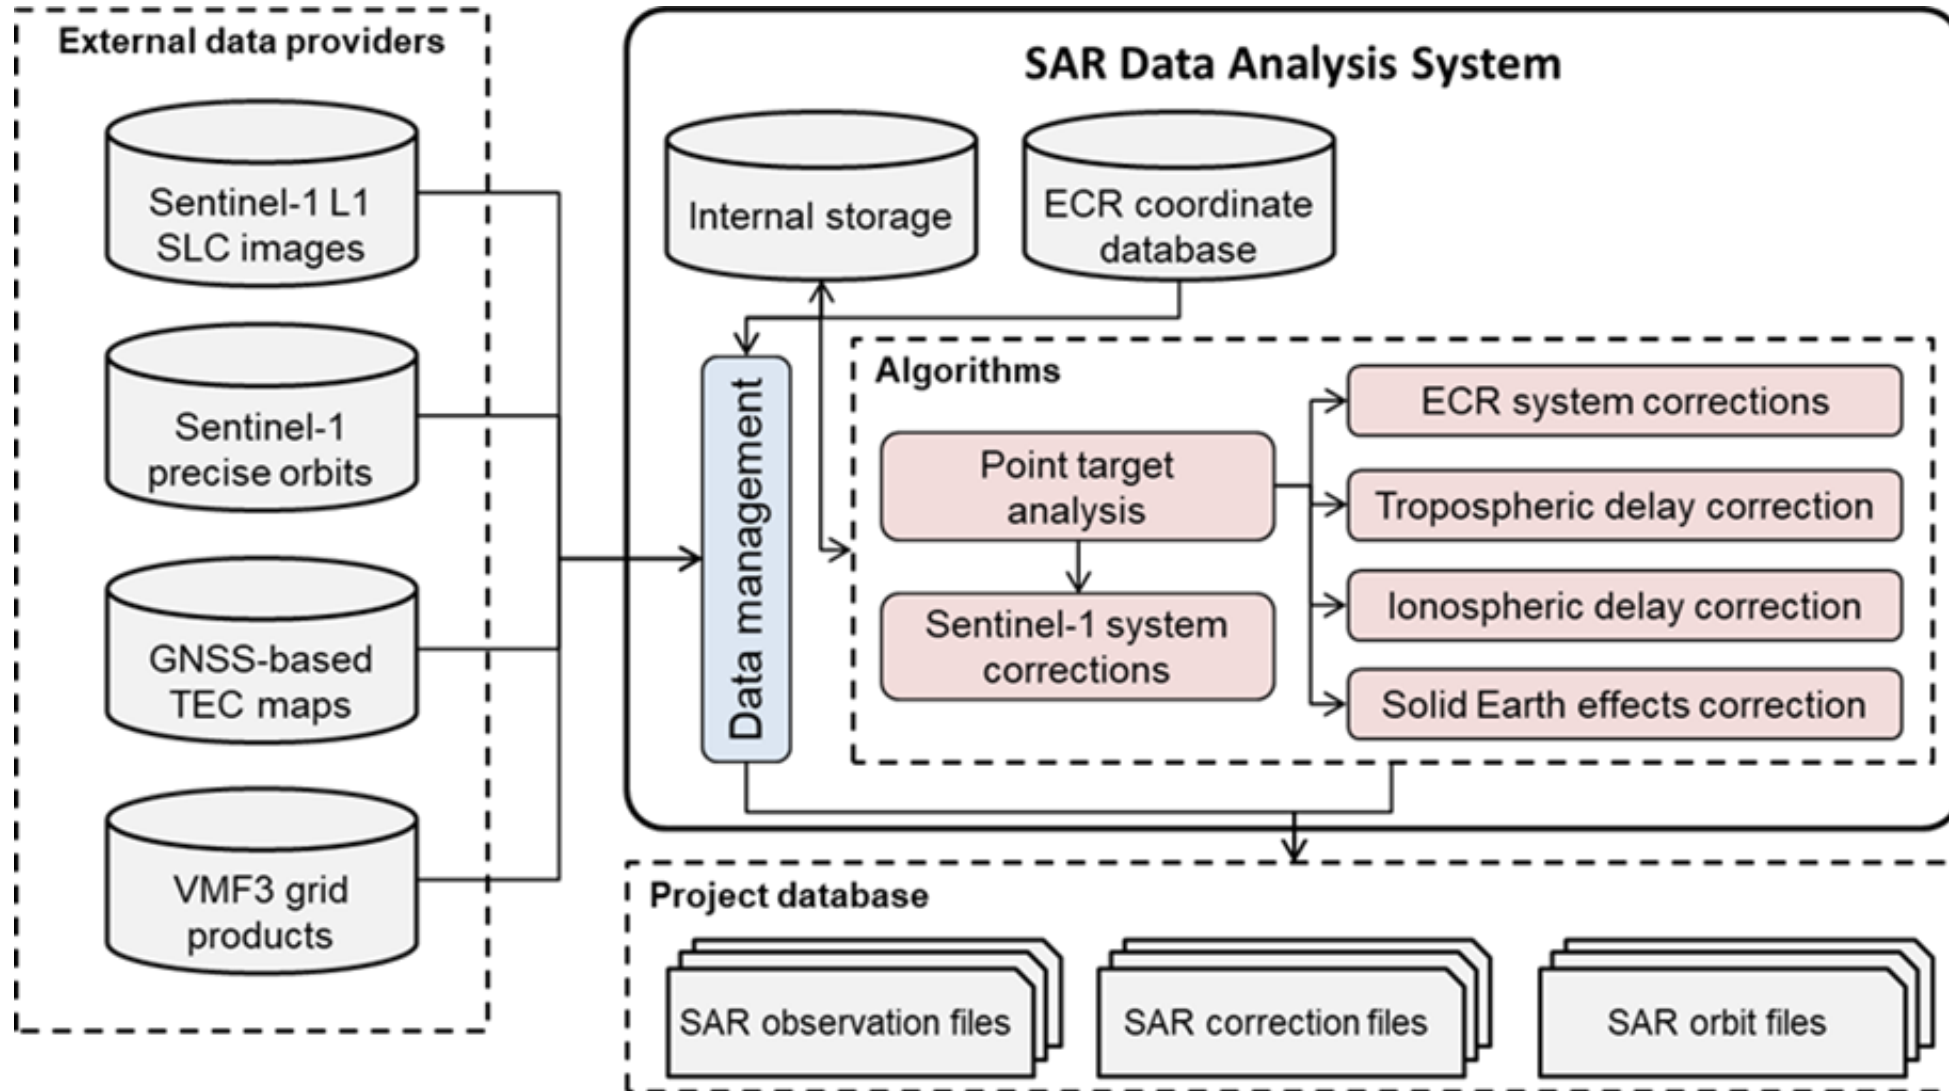 External data providers
Sentinel-1 L1
SLC images
Sentinel-1
precise orbits
GNSS-based
TEC maps
VMF3 grid
products
SAR Data Analysis System
Internal storage
ECR coordinate
database
Data management
Algorithms
Point target
analysis
Sentinel-1 system
corrections
ECR system corrections
Tropospheric delay correction
Ionospheric delay correction
Solid Earth effects correction
Project database
SAR observation files
SAR correction files
SAR orbit files